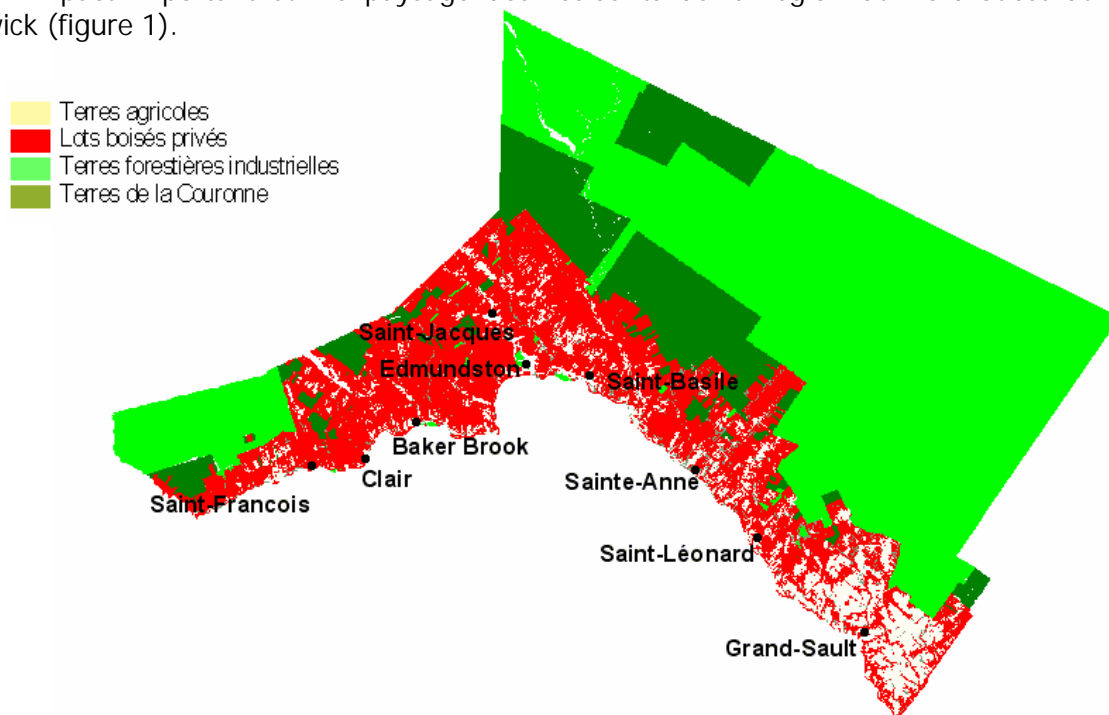 wick (figure 1).
Terres agricoles
Lots boisés privés
Terres forestières industrielles
Terres de la Couronne
Saint-Jacques
Edmundston
Saint-Basile
Baker Brook
Clair
Sainte-Anne
Saint-Francois
Saint-Léonard
Grand-Sault